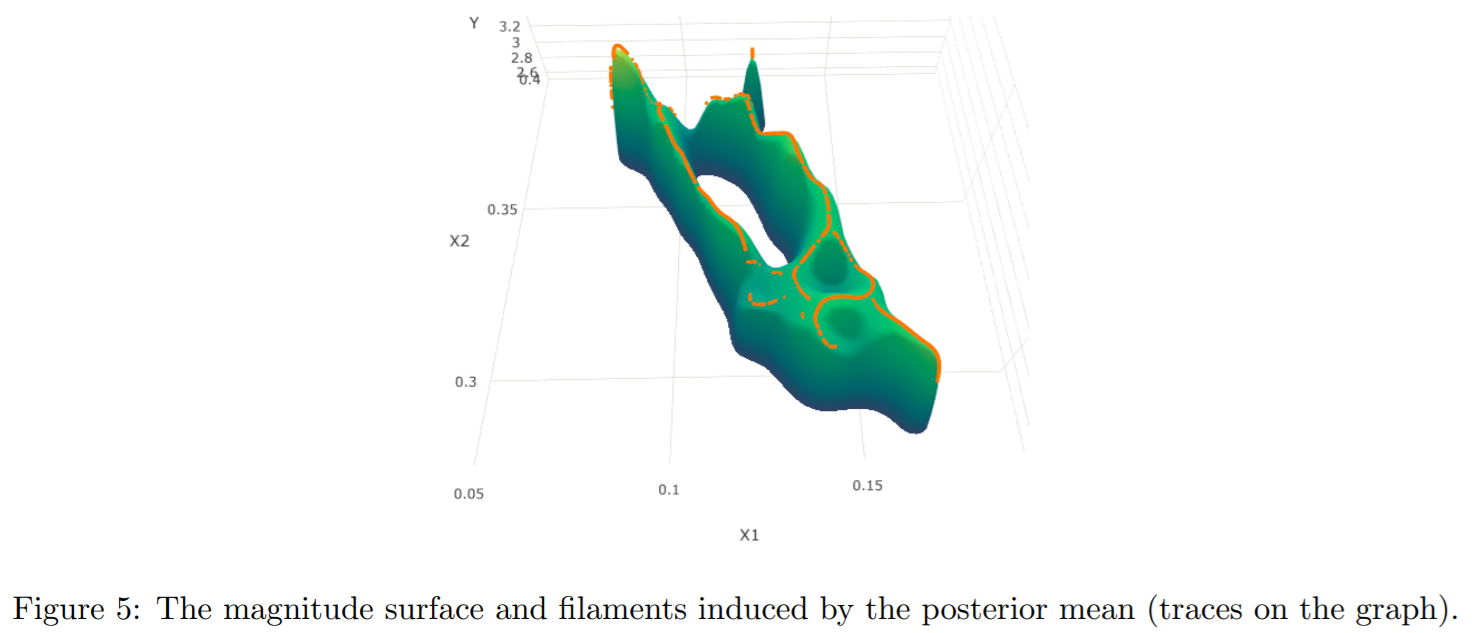 Y
3.2
3
2.8
2.6
0.4
0.35
X2
0.3
0.05
0.1
0.15
X1
Figure 5: The magnitude surface and filaments induced by the posterior mean (traces on the graph).